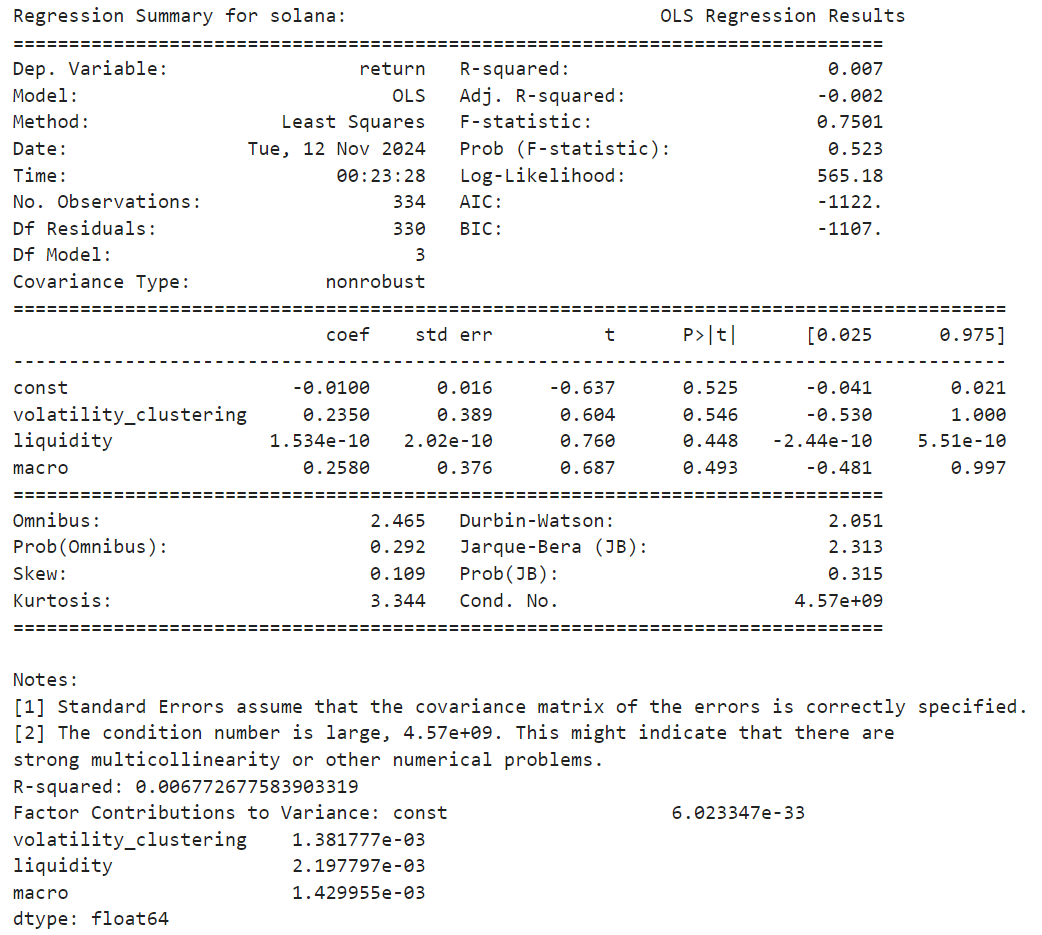 Regression Summary for solana:                            OLS Regression Results
==============================================================================
Dep. Variable:                 return   R-squared:                       0.007
Model:                            OLS   Adj. R-squared:                 -0.002
Method:                 Least Squares   F-statistic:                    0.7501
Date:                Tue, 12 Nov 2024   Prob (F-statistic):              0.523
Time:                        00:23:28   Log-Likelihood:                 565.18
No. Observations:                 334   AIC:                            -1122.
Df Residuals:                     330   BIC:                            -1107.
Df Model:                           3
Covariance Type:            nonrobust
=========================================================================================
                            coef    std err          t      P>|t|      [0.025      0.975]
-----------------------------------------------------------------------------------------
const                    -0.0100      0.016     -0.637      0.525      -0.041       0.021
volatility_clustering     0.2350      0.389      0.604      0.546      -0.530       1.000
liquidity              1.534e-10   2.02e-10      0.760      0.448   -2.44e-10    5.51e-10
macro                     0.2580      0.376      0.687      0.493      -0.481       0.997
==============================================================================
Omnibus:                        2.465   Durbin-Watson:                   2.051
Prob(Omnibus):                  0.292   Jarque-Bera (JB):                2.313
Skew:                           0.109   Prob(JB):                        0.315
Kurtosis:                       3.344   Cond. No.                     4.57e+09
==============================================================================

Notes:
[1] Standard Errors assume that the covariance matrix of the errors is correctly specified.
[2] The condition number is large, 4.57e+09. This might indicate that there are
strong multicollinearity or other numerical problems.
R-squared: 0.006772677583903319
Factor Contributions to Variance: const                    6.023347e-33
volatility_clustering    1.381777e-03
liquidity                2.197797e-03
macro                    1.429955e-03
dtype: float64